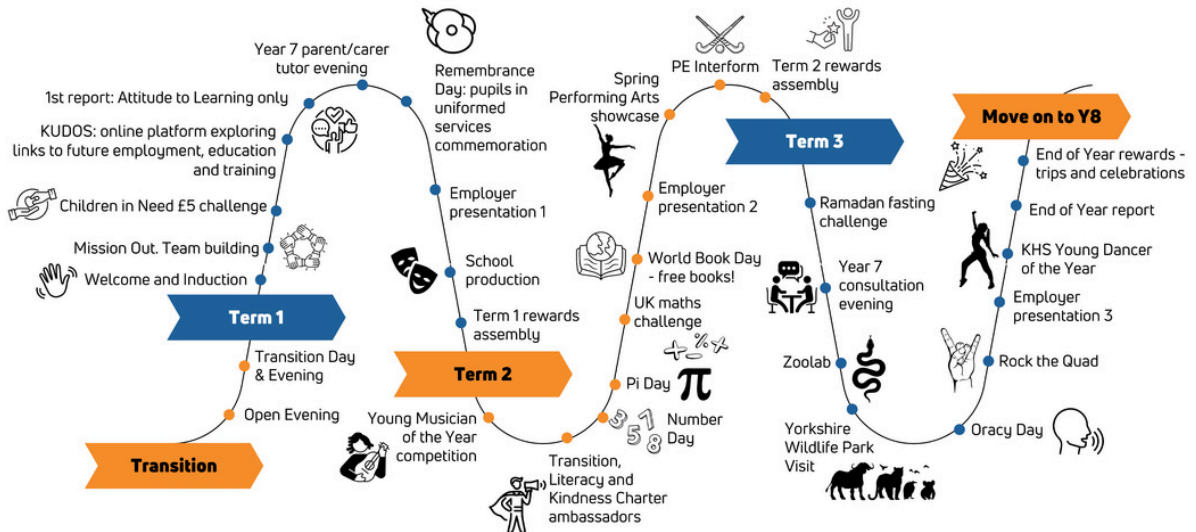 Transition
Open Evening
Transition Day
& Evening
Term 1
Welcome and Induction
Mission Out. Team building
Children in Need £5 challenge
KUDOS: online platform exploring
links to future employment, education
and training
1st report: Attitude to Learning only
Year 7 parent/carer
tutor evening
Remembrance
Day: pupils in
uniformed
services
commemoration
Employer
presentation 1
School
production
Term 1 rewards
assembly
Term 2
Young Musician
of the Year
competition
Transition,
Literacy and
Kindness Charter
ambassadors
3 5 7 8
Number
Day
Pi Day
π
UK maths
challenge
World Book Day
- free books!
Employer
presentation 2
Spring
Performing Arts
showcase
PE Interform
Term 2 rewards
assembly
Term 3
Ramadan fasting
challenge
Year 7
consultation
evening
Zoolab
Yorkshire
Wildlife Park
Visit
Oracy Day
Rock the Quad
Employer
presentation 3
KHS Young Dancer
of the Year
End of Year report
End of Year rewards -
trips and celebrations
Move on to Y8